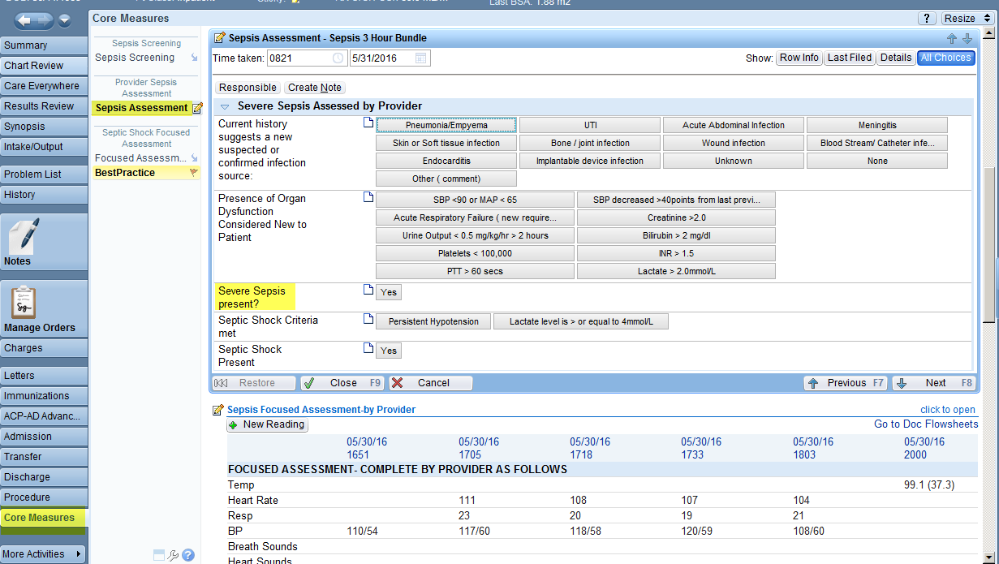 Last BSA: 1.88 m2
Core Measures
?
Resize
Summary
Chart Review
Care Everywhere
Results Review
Synopsis
Intake/Output
Problem List
History
Notes
Manage Orders
Charges
Letters
Immunizations
ACP-AD Advanc...
Admission
Transfer
Discharge
Procedure
Core Measures
More Activities
Sepsis Screening
Sepsis Screening
Provider Sepsis
Assessment
Sepsis Assessment
Septic Shock Focused
Assessment
Focused Assessm...
BestPractice
Sepsis Assessment - Sepsis 3 Hour Bundle
Time taken: 0821 5/31/2016
Show: Row Info Last Filed Details All Choices
Responsible Create Note
Severe Sepsis Assessed by Provider
Current history
suggests a new
suspected or
confirmed infection
source:
Pneumonia/Empyema UTI Acute Abdominal Infection Meningitis
Skin or Soft tissue infection Bone / joint infection Wound infection Blood Stream/ Catheter infe...
Endocarditis Implantable device infection Unknown None
Other ( comment)
Presence of Organ
Dysfunction
Considered New to
Patient
SBP <90 or MAP < 65 SBP decreased >40points from last previ...
Acute Respiratory Failure ( new require... Creatinine >2.0
Urine Output < 0.5 mg/kg/hr > 2 hours Bilirubin > 2 mg/dl
Platelets < 100,000 INR > 1.5
PTT > 60 secs Lactate > 2.0mmol/L
Severe Sepsis
present?
Yes
Septic Shock Criteria
met
Persistent Hypotension Lactate level is > or equal to 4mmol/L
Septic Shock
Present
Yes
Restore Close F9 Cancel Previous F7 Next F8
Sepsis Focused Assessment-by Provider click to open
New Reading Go to Doc Flowsheets
05/30/16 05/30/16 05/30/16 05/30/16 05/30/16 05/30/16
1651 1705 1718 1733 1803 2000
FOCUSED ASSESSMENT- COMPLETE BY PROVIDER AS FOLLOWS
Temp 99.1 (37.3)
Heart Rate 111 108 107 104
Resp 23 20 19 21
BP 110/54 117/60 118/58 120/59 108/60
Breath Sounds
Heart Sounds
?